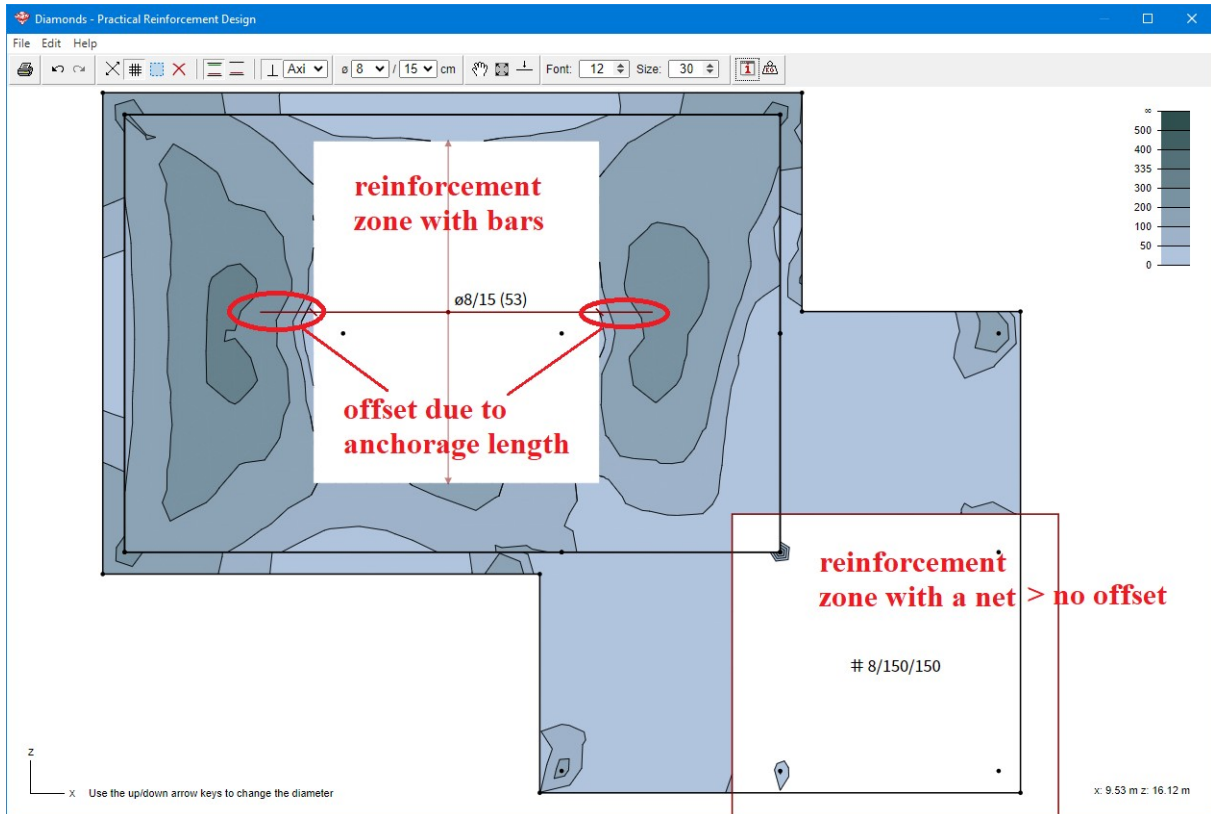 Diamonds - Practical Reinforcement Design
File Edit Help
Axi ø 8 / 15 cm Font: 12 Size: 30
∞
500
400
335
300
200
100
50
0
reinforcement
zone with bars
ø8/15 (53)
offset due to
anchorage length
reinforcement
zone with a net > no offset
# 8/150/150
z
x Use the up/down arrow keys to change the diameter
x: 9.53 m z: 16.12 m